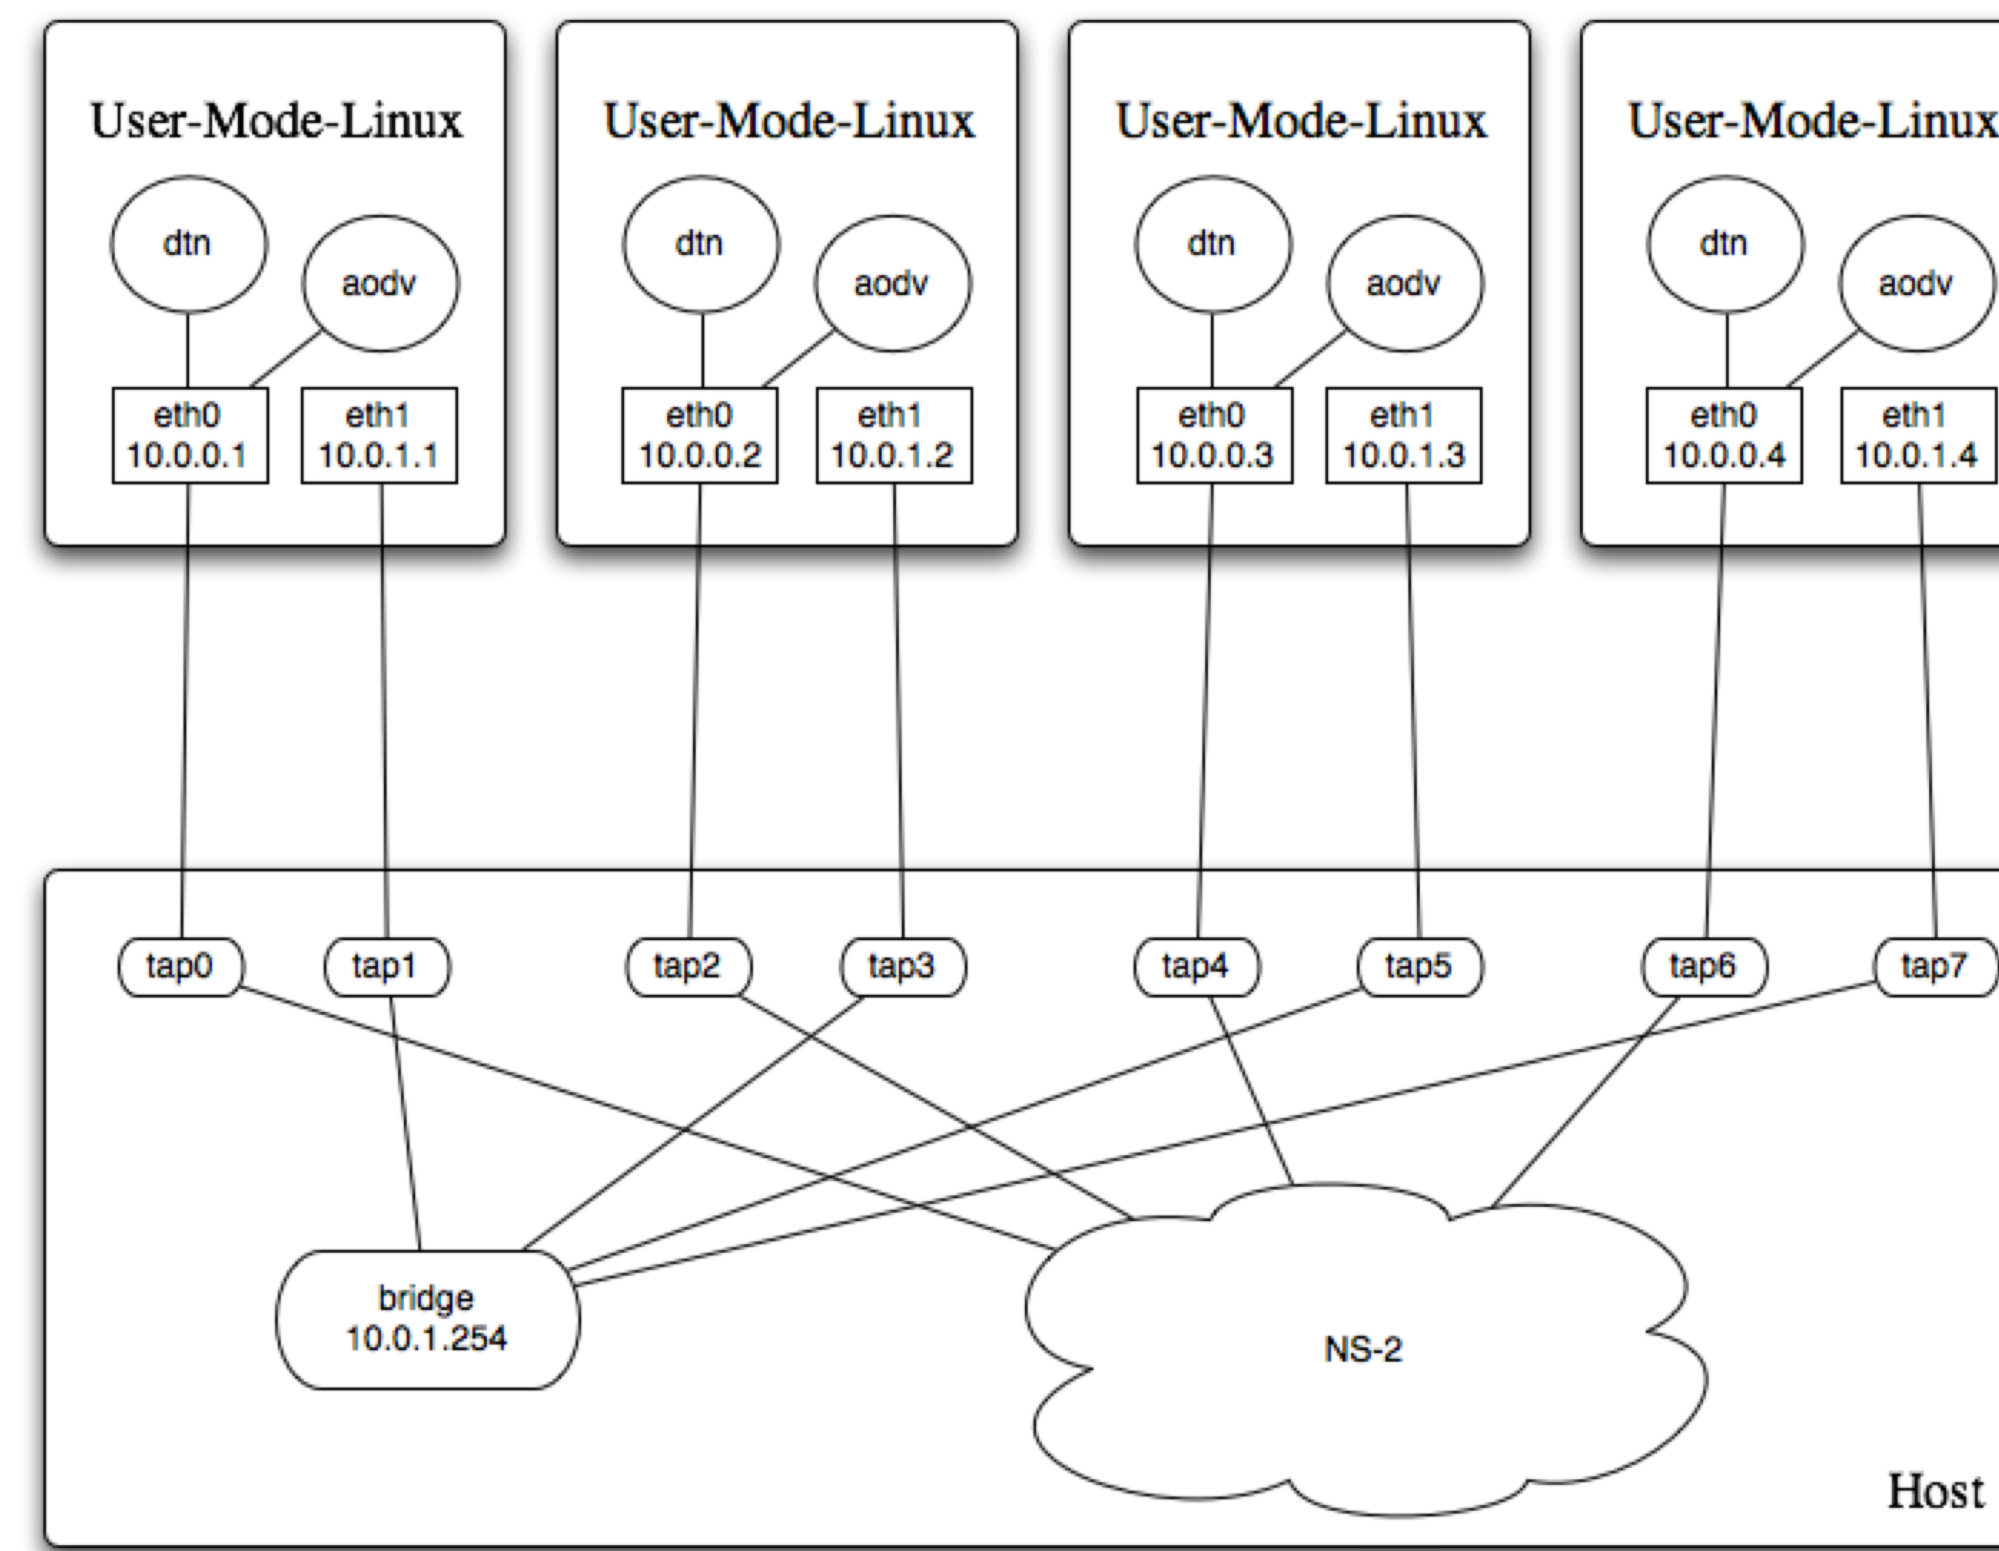 User-Mode-Linux
dtn
aodv
eth0
10.0.0.1
eth1
10.0.1.1
User-Mode-Linux
dtn
aodv
eth0
10.0.0.2
eth1
10.0.1.2
User-Mode-Linux
dtn
aodv
eth0
10.0.0.3
eth1
10.0.1.3
User-Mode-Linux
dtn
aodv
eth0
10.0.0.4
eth1
10.0.1.4
tap0
tap1
tap2
tap3
tap4
tap5
tap6
tap7
bridge
10.0.1.254
NS-2
Host